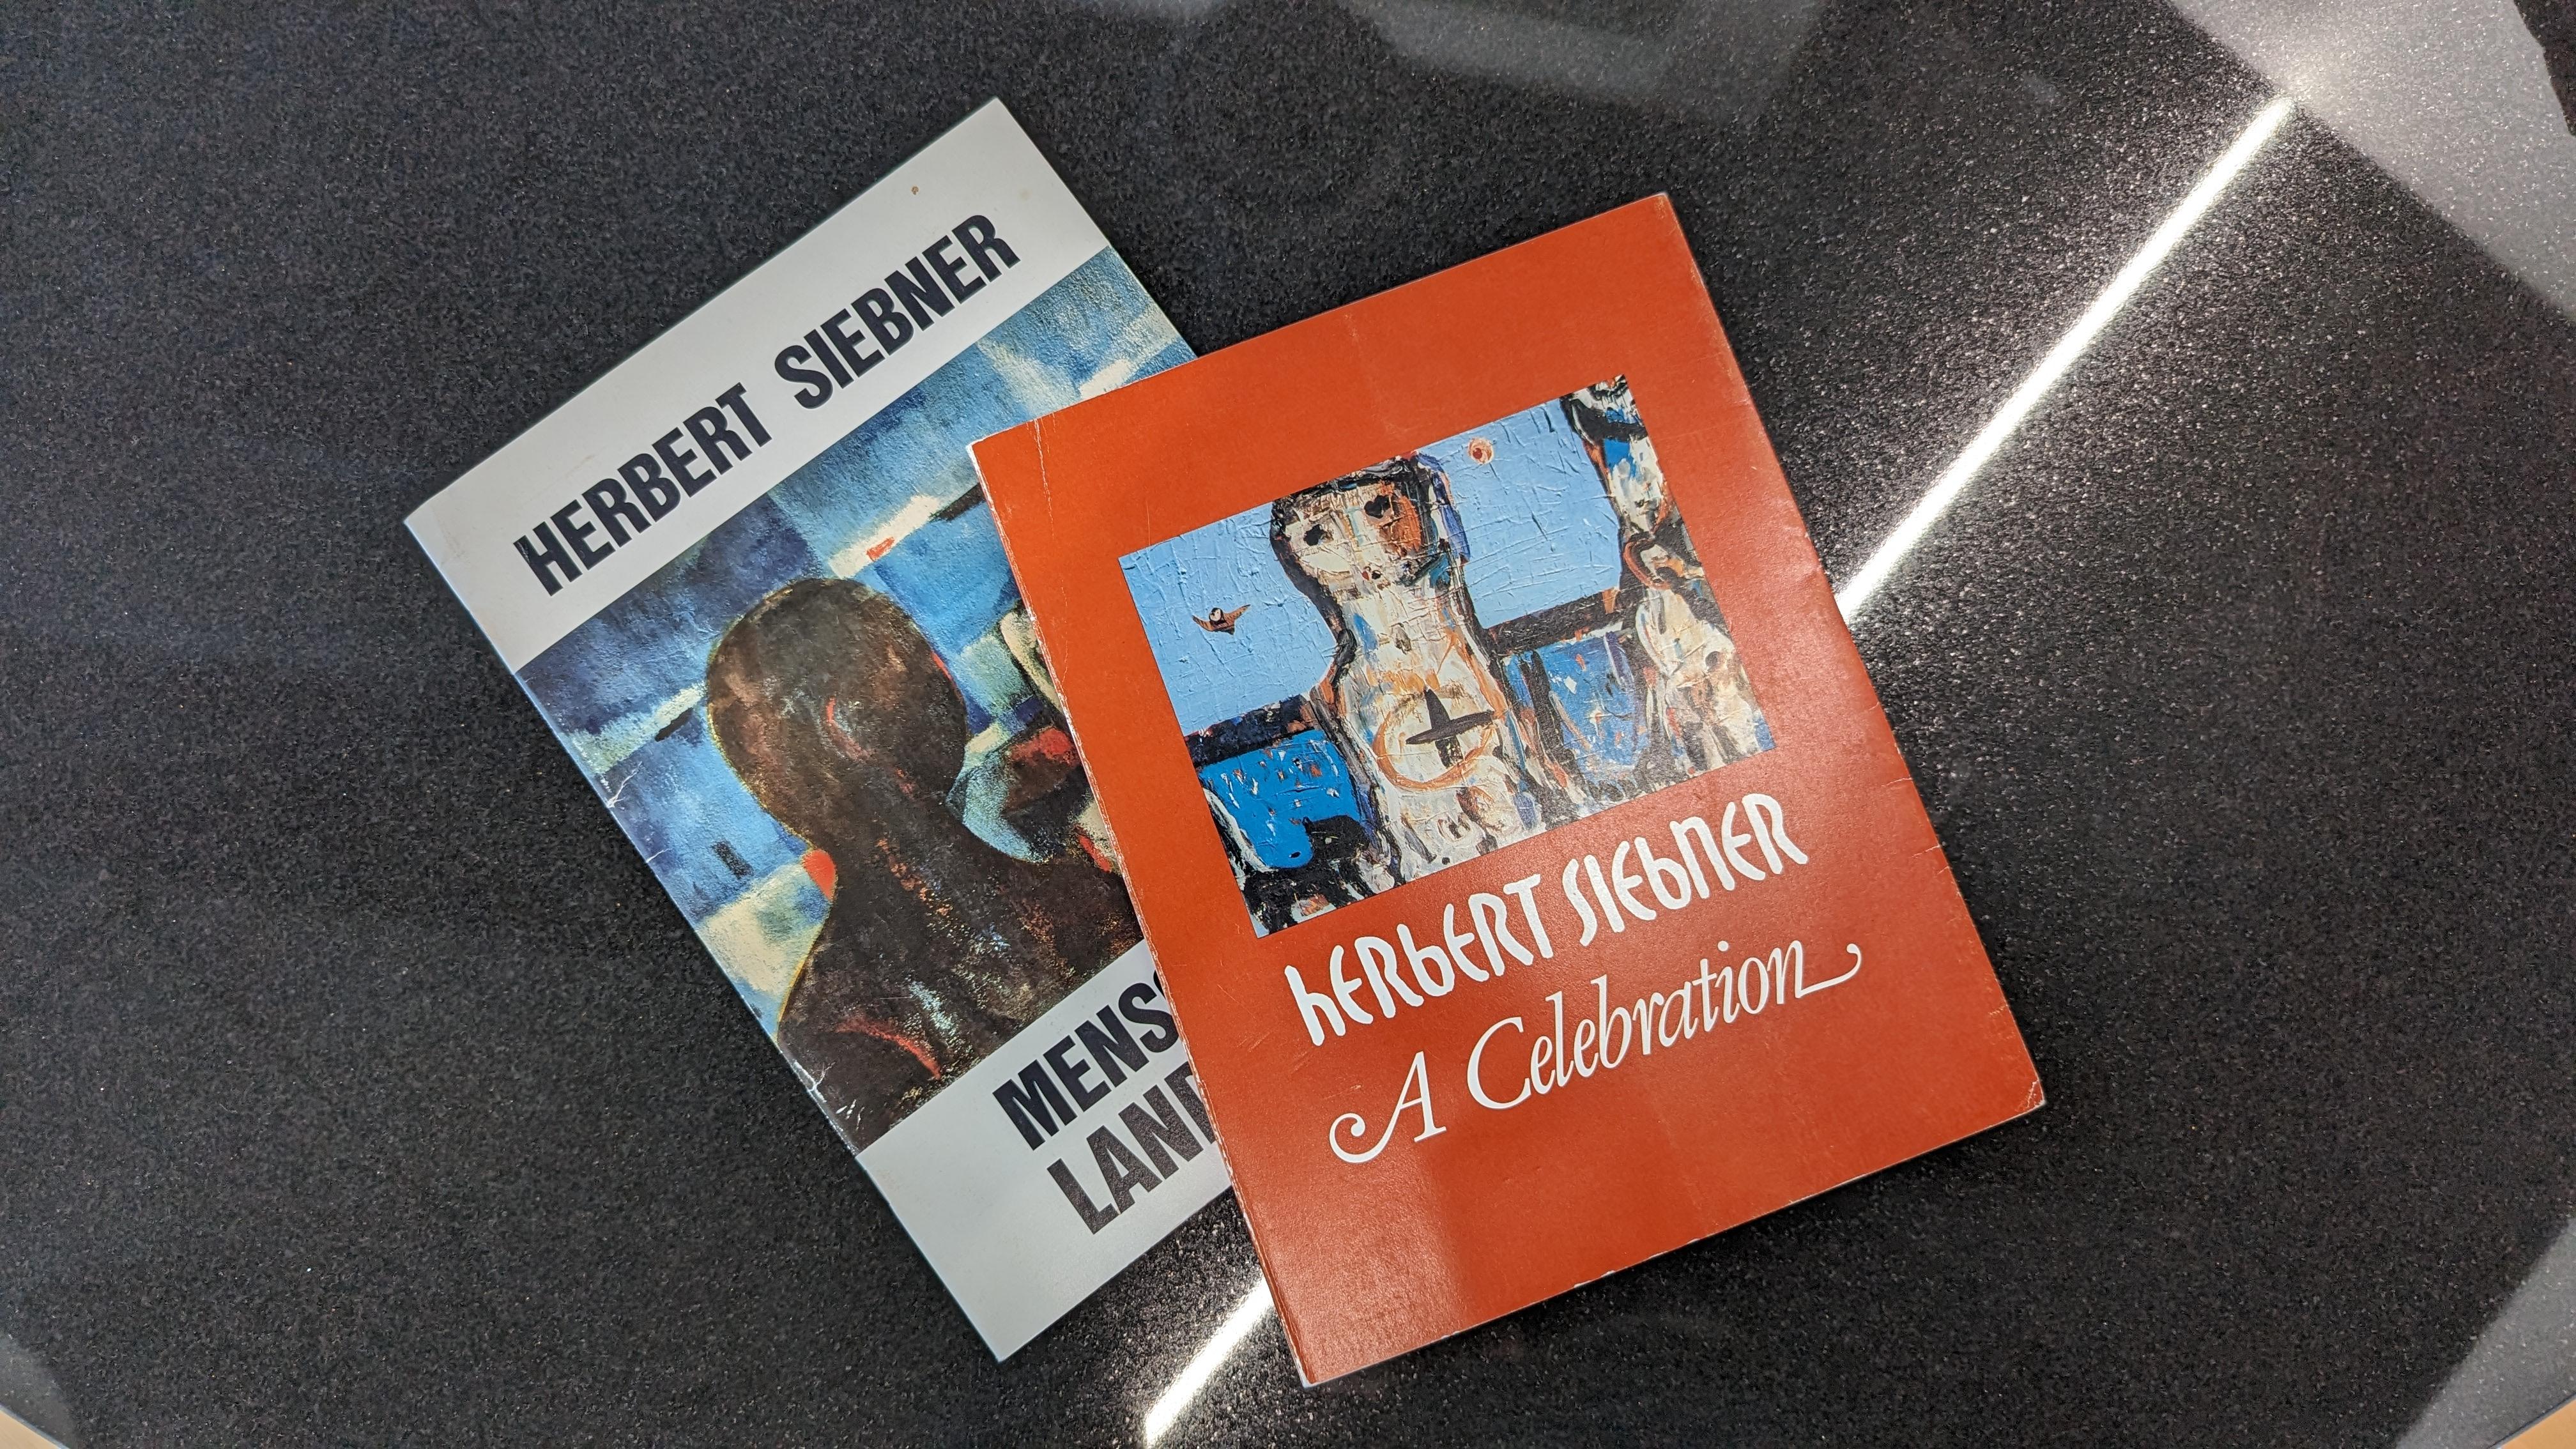 HERBERT SIEBNER
hERbERT SIEbNER
A Celebration